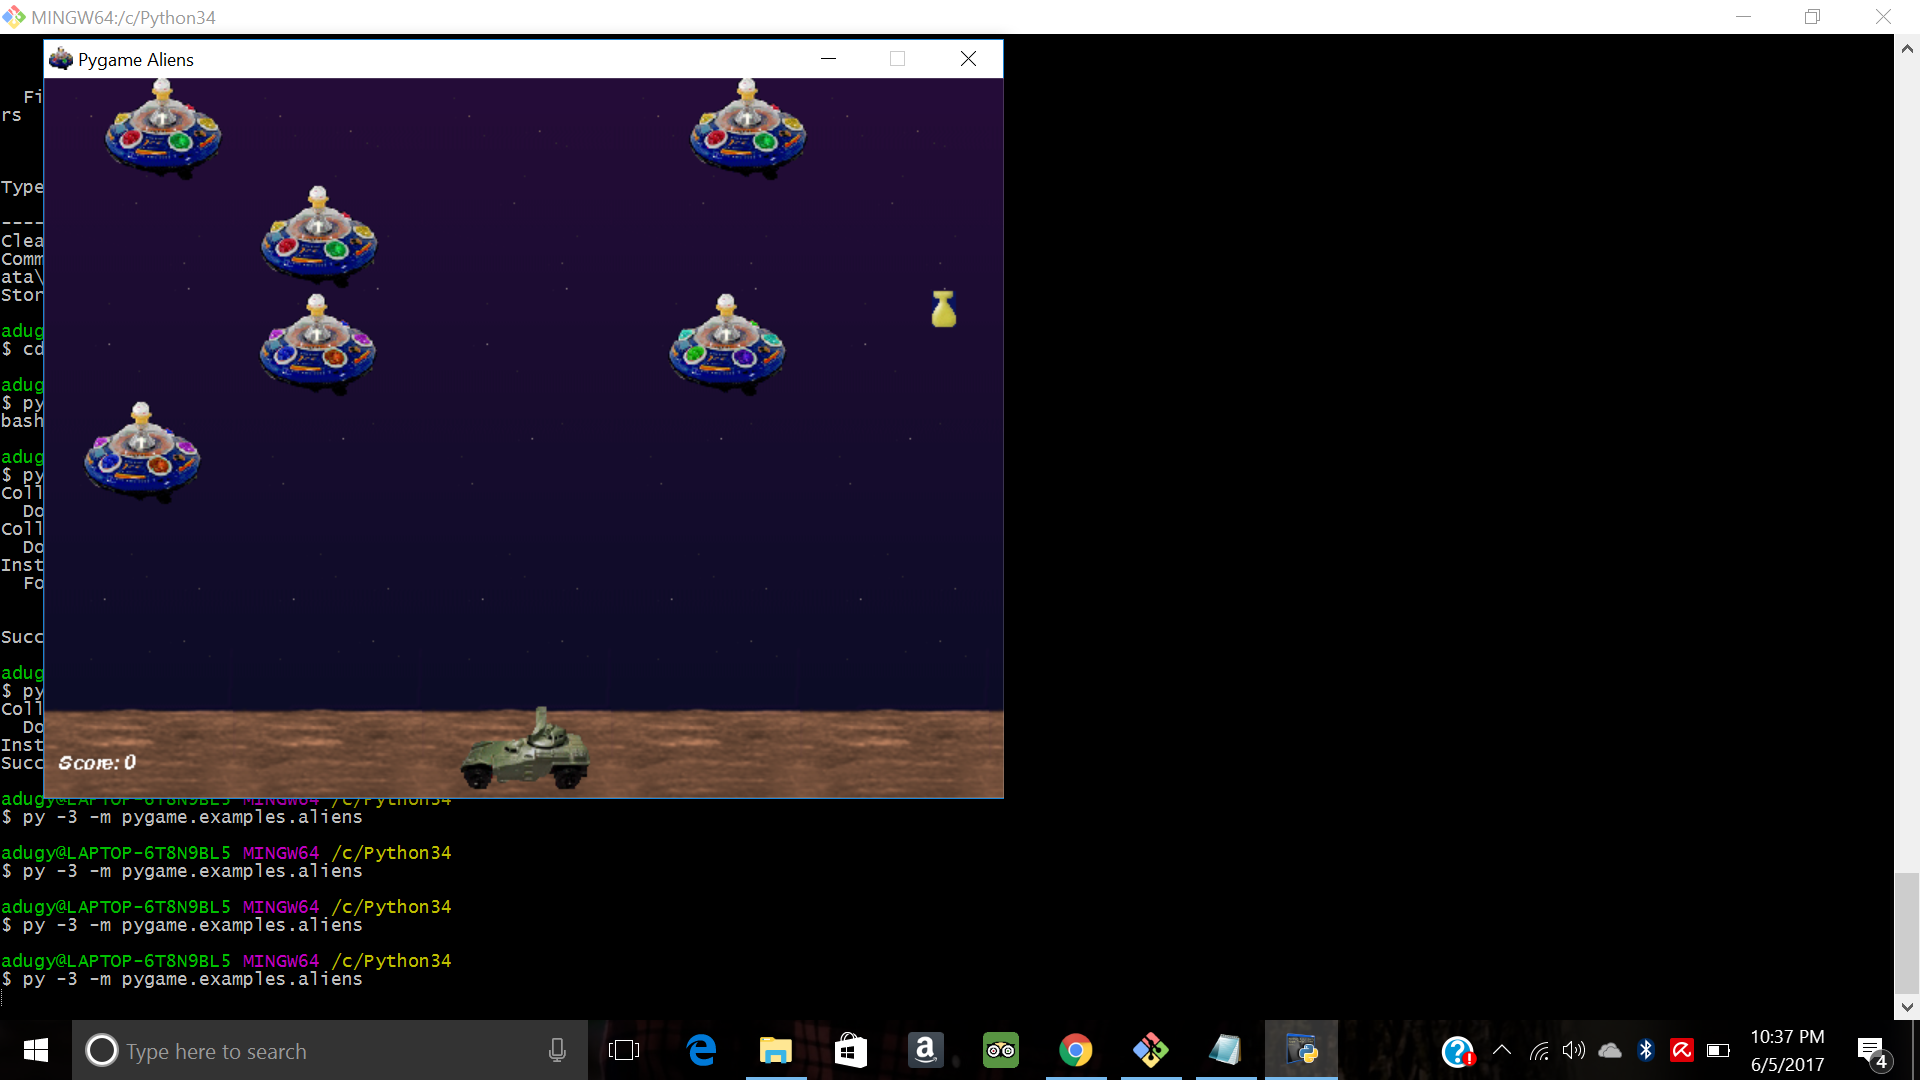 MINGW64:/c/Python34
Pygame Aliens
Fi
rs
Type
----
Clea
Comm
ata\
Stor
adug
$ cd
adug
$ py
bash
adug
$ py
Coll
Do
Coll
Do
Inst
Fo
Succ
adug
$ py
Coll
Do
Inst
Succ
Score: 0
adugy@LAPTOP-6T8N9BL5 MINGW64 /c/Python34
$ py -3 -m pygame.examples.aliens
adugy@LAPTOP-6T8N9BL5 MINGW64 /c/Python34
$ py -3 -m pygame.examples.aliens
adugy@LAPTOP-6T8N9BL5 MINGW64 /c/Python34
$ py -3 -m pygame.examples.aliens
adugy@LAPTOP-6T8N9BL5 MINGW64 /c/Python34
$ py -3 -m pygame.examples.aliens
Type here to search
a
10:37 PM
6/5/2017
4